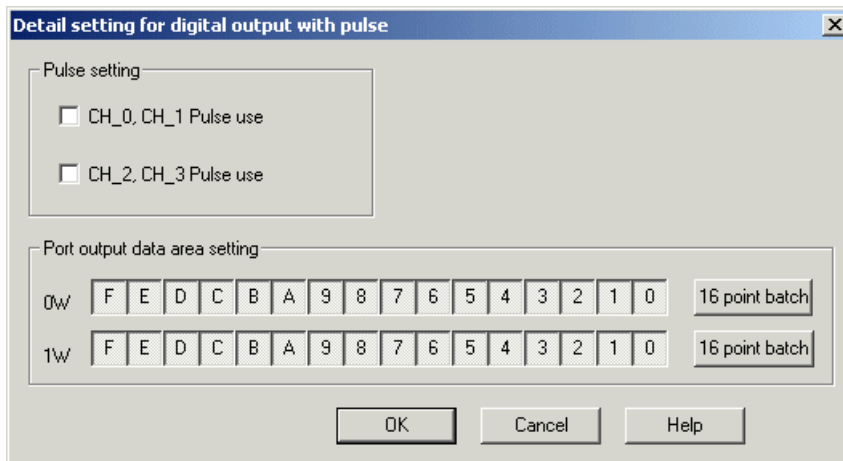 Detail setting for digital output with pulse
Pulse setting
CH_0, CH_1 Pulse use
CH_2, CH_3 Pulse use
Port output data area setting
0W F E D C B A 9 8 7 6 5 4 3 2 1 0 16 point batch
1W F E D C B A 9 8 7 6 5 4 3 2 1 0 16 point batch
OK Cancel Help